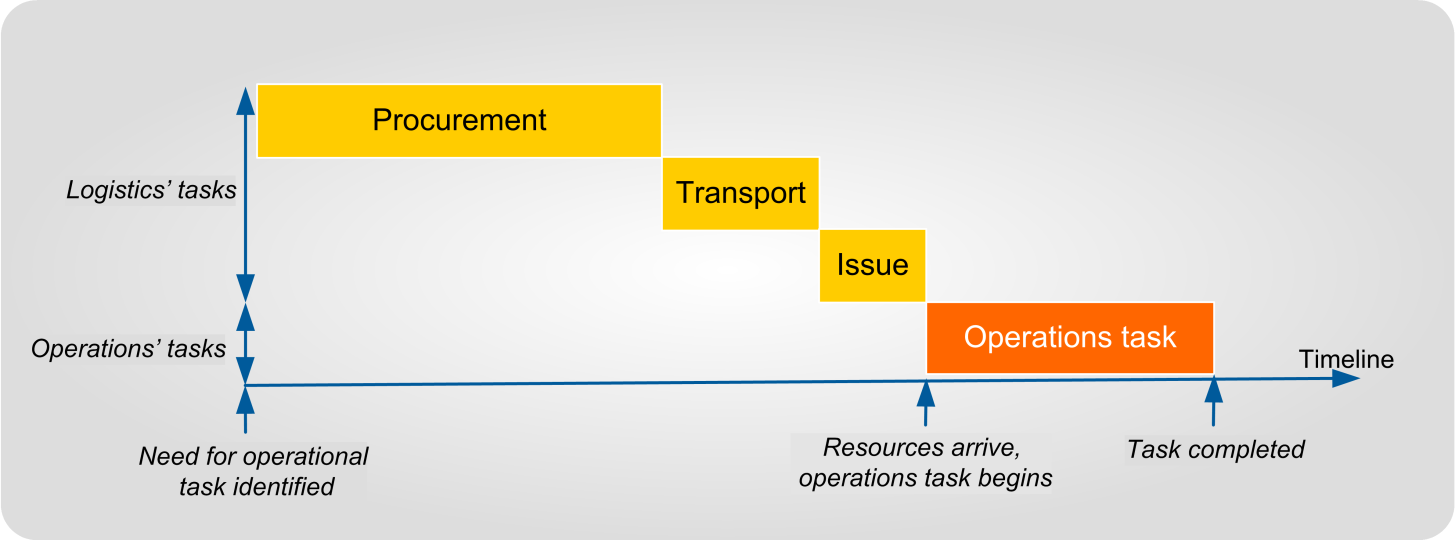 Procurement
Logistics’ tasks
Transport
Issue
Operations’ tasks
Operations task
Timeline
Need for operational
task identified
Resources arrive,
operations task begins
Task completed